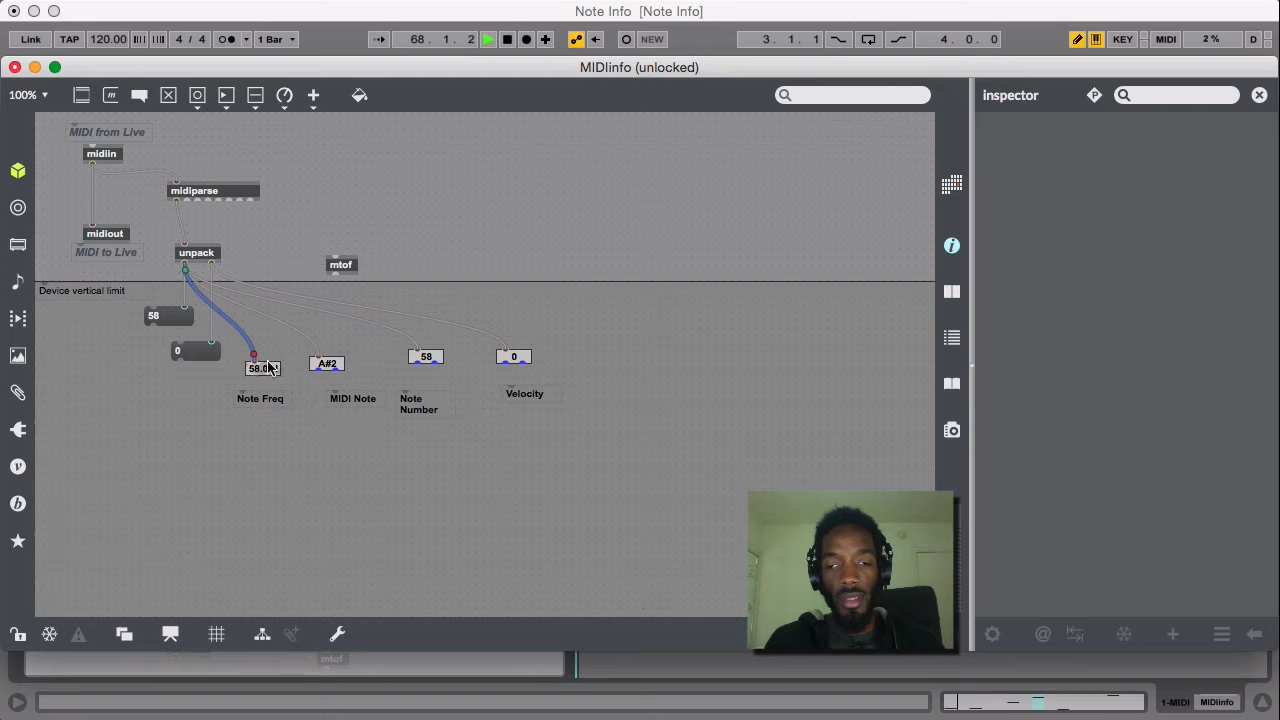 Note Info [Note Info]
Link TAP 120.00 4 / 4 1 Bar 68 . 1 . 2 NEW 3 . 1 . 1 4 . 0 . 0 KEY MIDI 2 % D
MIDIinfo (unlocked)
100%
inspector
MIDI from Live
midiin
midiparse
midiout
MIDI to Live
unpack
mtof
Device vertical limit
58
0
A#2
58
0
Note Freq
MIDI Note
Note
Number
Velocity
mtof
1-MIDI MIDIinfo